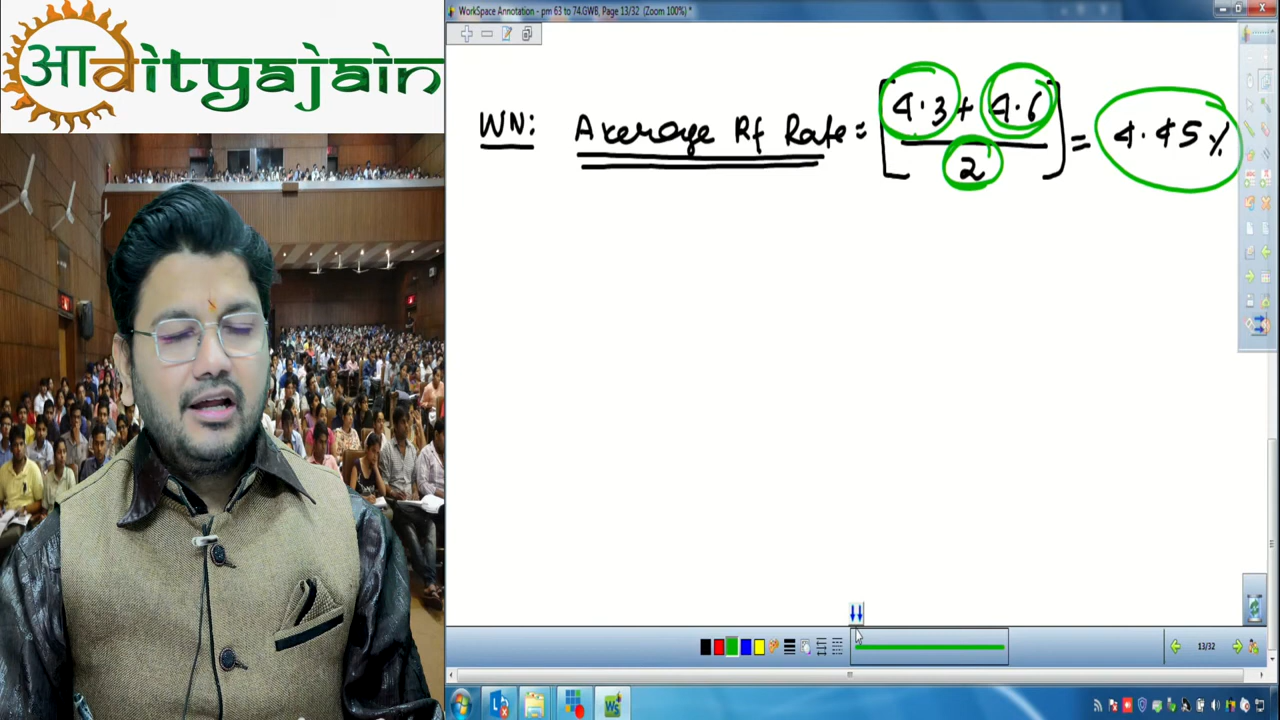 WorkSpace Annotation - pm 63 to 74.GWB, Page 13/32 (Zoom 100%) *
आdityajain
WN: Average Rf Rate = [4.3 + 4.6 / 2] = 4.45%
13/32